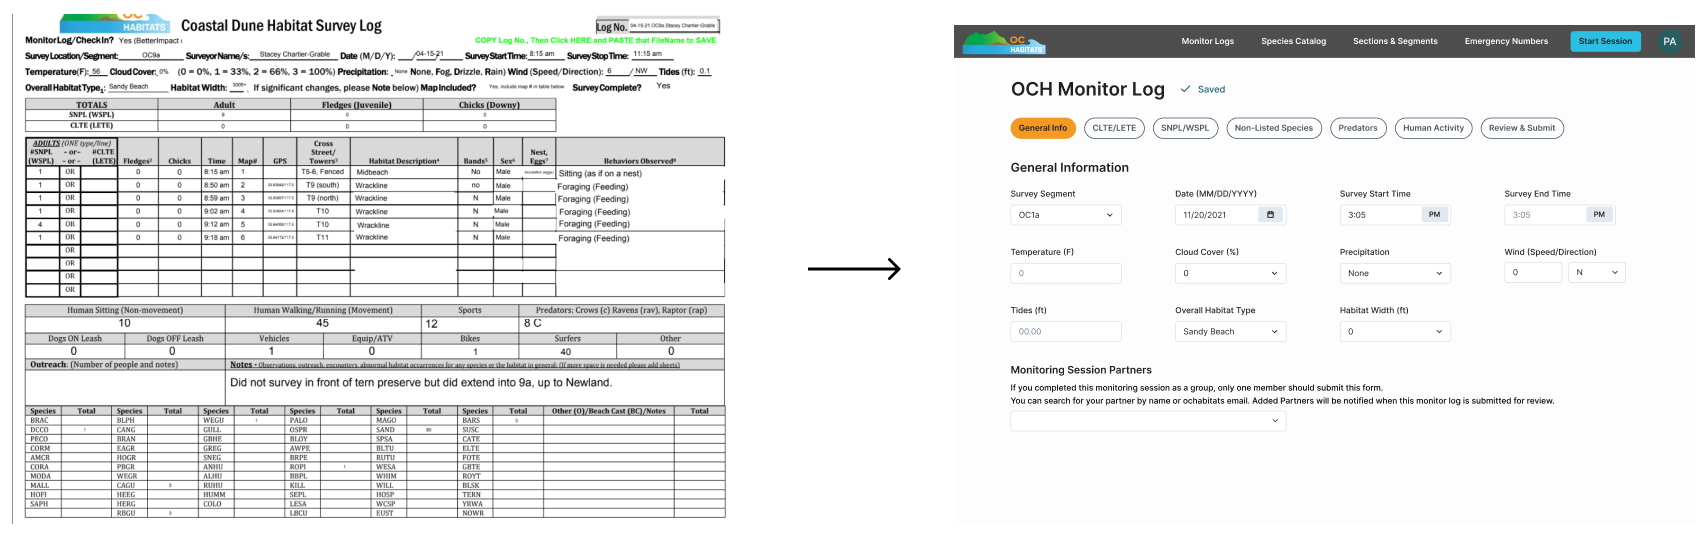 OC
HABITATS
Coastal Dune Habitat Survey Log
Log No. 04-15-21.OC9a.Stacey Chartier-Grable
Monitor Log/Check In? Yes (BetterImpact
COPY Log No., Then Click HERE and PASTE that FileName to SAVE
Survey Location/Segment: OC9a Surveyor Name/s: Stacey Chartier-Grable Date (M/D/Y): 04-15-21 Survey Start Time: 8:15 am Survey Stop Time: 11:15 am
Temperature(F): 56 Cloud Cover: 0% (0 = 0%, 1 = 33%, 2 = 66%, 3 = 100%) Precipitation: None None, Fog, Drizzle, Rain) Wind (Speed/Direction): 6 / NW Tides (ft): 0.1
Overall Habitat Type1: Sandy Beach Habitat Width: 300ft+ If significant changes, please Note below) Map Included? Yes, include map # in table below Survey Complete? Yes
TOTALS Adult Fledges (Juvenile) Chicks (Downy)
SNPL (WSPL) 9 0 0
CLTE (LETE) 0 0 0
ADULTS (ONE type/line)
#SNPL (WSPL) – or– – or – #CLTE (LETE) Fledges² Chicks Time Map# GPS Cross Street/ Towers³ Habitat Description⁴ Bands⁵ Sex⁶ Nest, Eggs⁷ Behaviors Observed⁸
1 OR 0 0 8:15 am 1 T5-6, Fenced Midbeach No Male Incubation (eggs) Sitting (as if on a nest)
1 OR 0 0 8:50 am 2 T9 (south) Wrackline no Male Foraging (Feeding)
1 OR 0 0 8:59 am 3 T9 (north) Wrackline N Male Foraging (Feeding)
1 OR 0 0 9:02 am 4 T10 Wrackline N Male Foraging (Feeding)
4 OR 0 0 9:12 am 5 T10 Wrackline N Male Foraging (Feeding)
1 OR 0 0 9:18 am 6 T11 Wrackline N Male Foraging (Feeding)
OR
OR
OR
OR
Human Sitting (Non-movement) Human Walking/Running (Movement) Sports Predators: Crows (c) Ravens (rav), Raptor (rap)
10 45 12 8 C
Dogs ON Leash Dogs OFF Leash Vehicles Equip/ATV Bikes Surfers Other
0 0 1 0 1 40 0
Outreach: (Number of people and notes) Notes - Observations, outreach, encounters, abnormal habitat occurrences for any species or the habitat in general: (If more space is needed please add sheets)
Did not survey in front of tern preserve but did extend into 9a, up to Newland.
Species Total Species Total Species Total Species Total Species Total Species Total Other (O)/Beach Cast (BC)/Notes Total
BRAC BLPH WEGU 1 PALO MAGO BARS 3
DCCO 1 CANG GULL OSPR SAND 80 SUSC
PECO BRAN GBHE BLOY SPSA CATE
CORM EAGR GREG AWPE BLTU ELTE
AMCR HOGR SNEG BRPE RUTU FOTE
CORA PBGR ANHU ROPI 1 WESA GBTE
MODA WEGR ALHU BBPL WHIM ROYT
MALL CAGU 5 RUHU KILL WILL BLSK
HOFI HEEG HUMM SEPL HOSP TERN
SAPH HERG COLO LESA WCSP YRWA
RBGU 3 LBCU EUST NOWR
OC
HABITATS
Monitor Logs Species Catalog Sections & Segments Emergency Numbers Start Session PA
OCH Monitor Log Saved
General Info CLTE/LETE SNPL/WSPL Non-Listed Species Predators Human Activity Review & Submit
General Information
Survey Segment Date (MM/DD/YYYY) Survey Start Time Survey End Time
OC1a 11/20/2021 3:05 PM 3:05 PM
Temperature (F) Cloud Cover (%) Precipitation Wind (Speed/Direction)
0 0 None 0 N
Tides (ft) Overall Habitat Type Habitat Width (ft)
00.00 Sandy Beach 0
Monitoring Session Partners
If you completed this monitoring session as a group, only one member should submit this form.
You can search for your partner by name or ochabitats email. Added Partners will be notified when this monitor log is submitted for review.